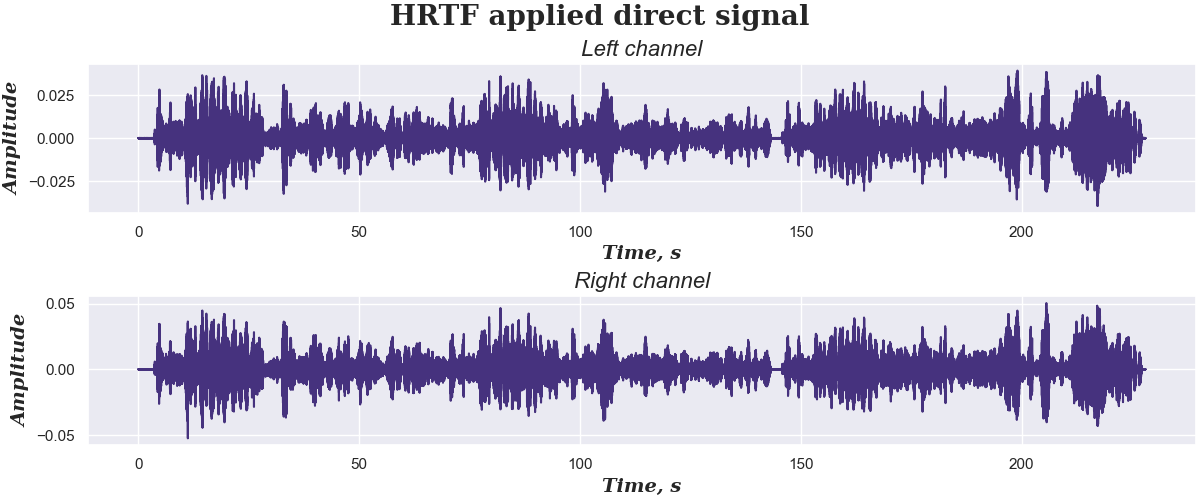 HRTF applied direct signal
Left channel
Amplitude
0.025
0.000
−0.025
0 50 100 150 200
Time, s
Right channel
Amplitude
0.05
0.00
−0.05
0 50 100 150 200
Time, s